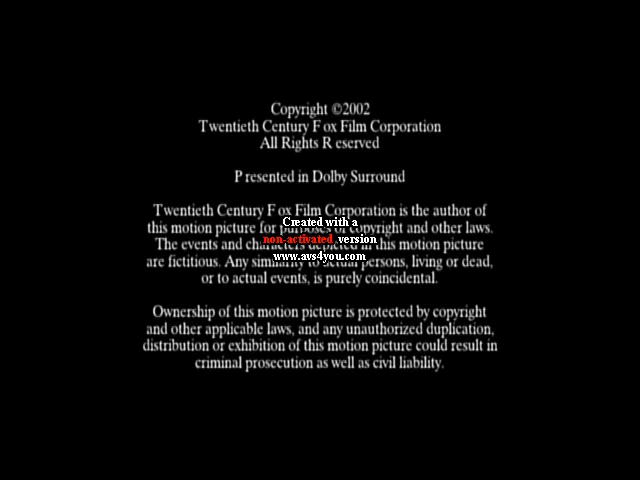 Copyright ©2002
Twentieth Century Fox Film Corporation
All Rights Reserved
Presented in Dolby Surround
Twentieth Century Fox Film Corporation is the author of
this motion picture for purposes of copyright and other laws.
The events and characters depicted in this motion picture
are fictitious. Any similarity to actual persons, living or dead,
or to actual events, is purely coincidental.
Created with a
non-activated version
www.avs4you.com
Ownership of this motion picture is protected by copyright
and other applicable laws, and any unauthorized duplication,
distribution or exhibition of this motion picture could result in
criminal prosecution as well as civil liability.